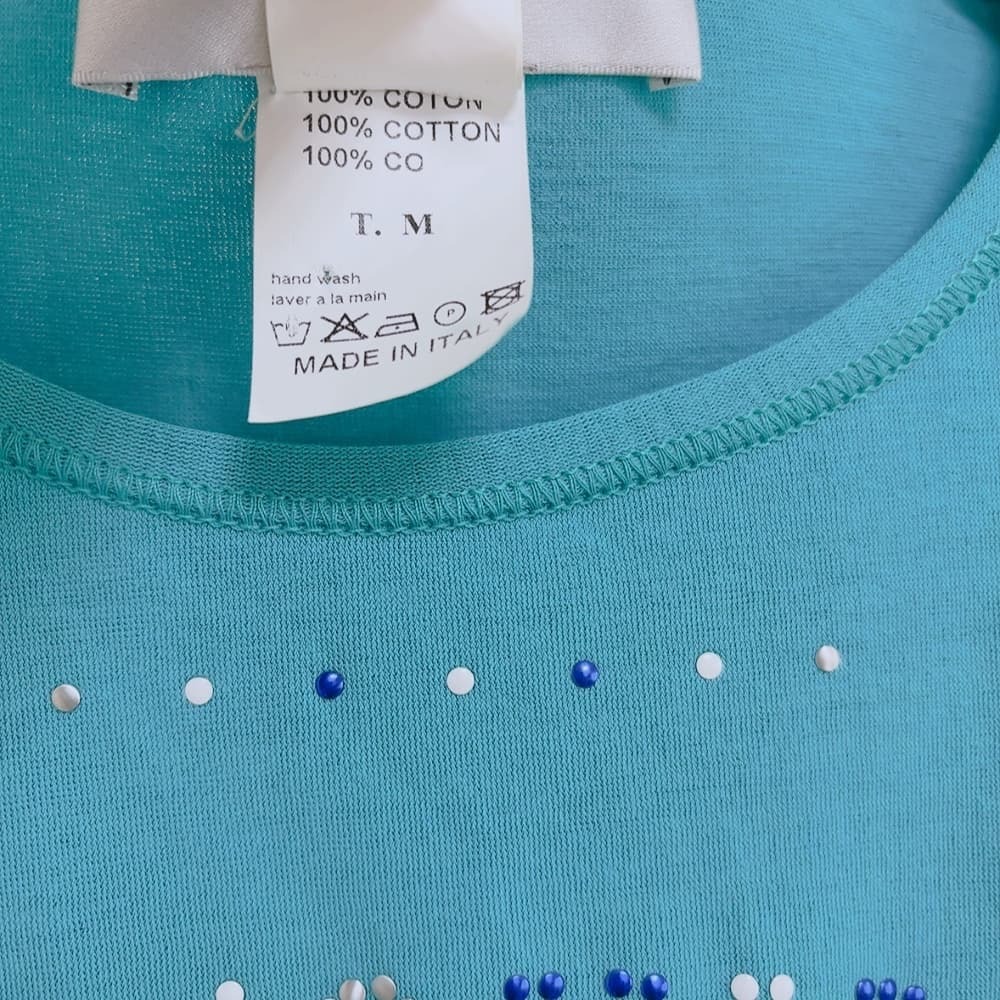 100% COTON
100% COTTON
100% CO
T. M
hand wash
laver a la main
P
MADE IN ITALY